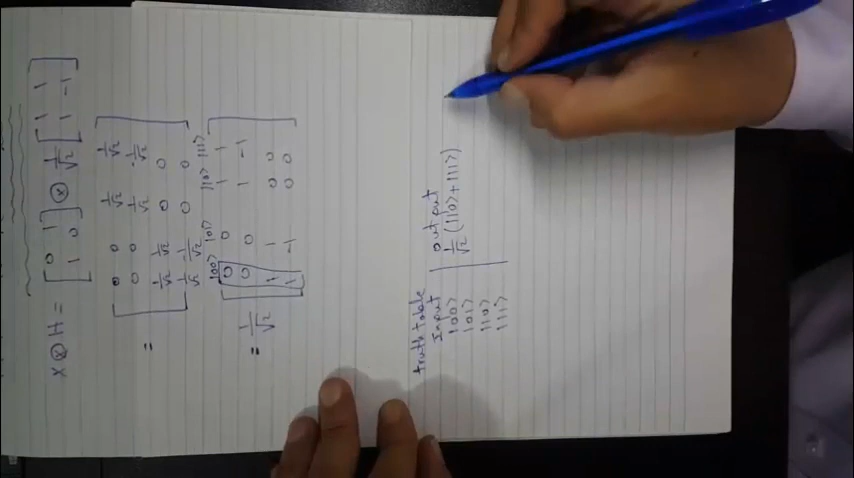 X ⊗ H = [ 0 1 ] ⊗ 1/√2 [ 1 1 ]
[ 1 0 ] [ 1 -1 ]
= [ 0 0 1/√2 1/√2 ]
[ 0 0 1/√2 -1/√2 ]
[ 1/√2 1/√2 0 0 ]
[ 1/√2 -1/√2 0 0 ]
|00> |01> |10> |11>
= 1/√2 [ 0 0 1 1 ]
[ 0 0 1 -1 ]
[ 1 1 0 0 ]
[ 1 -1 0 0 ]
truth table
Input output
|00> 1/√2 (|10> + |11>)
|01>
|10>
|11>